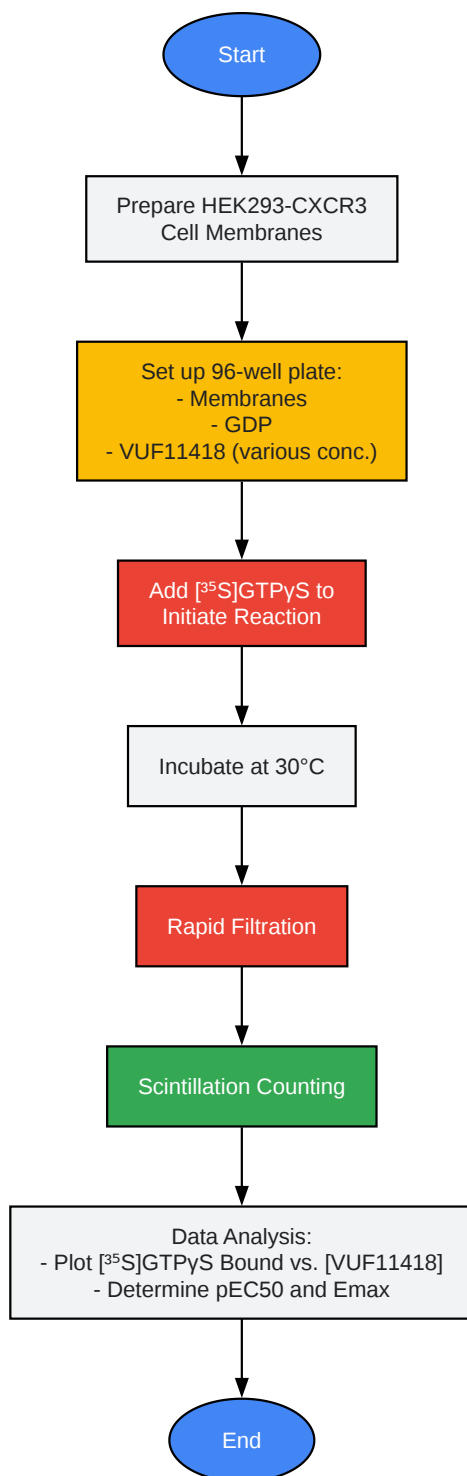 Start
Prepare HEK293-CXCR3
Cell Membranes
Set up 96-well plate:
- Membranes
- GDP
- VUF11418 (various conc.)
Add [³⁵S]GTPγS to
Initiate Reaction
Incubate at 30°C
Rapid Filtration
Scintillation Counting
Data Analysis:
- Plot [³⁵S]GTPγS Bound vs. [VUF11418]
- Determine pEC50 and Emax
End